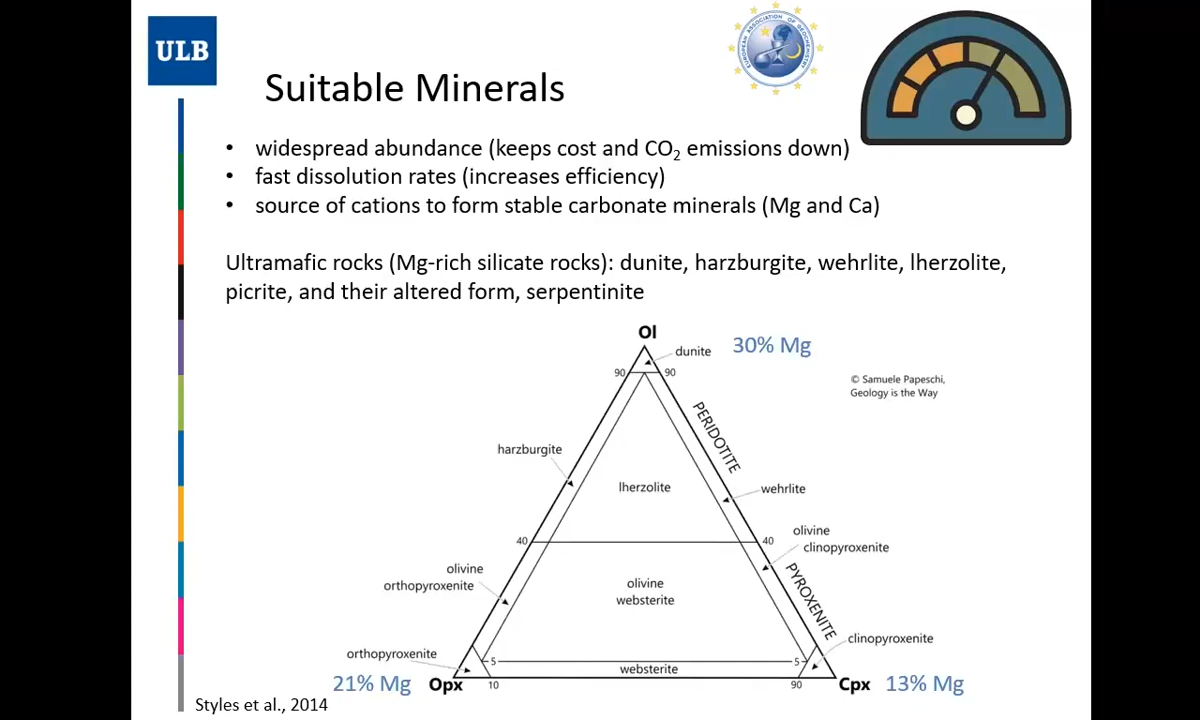 ULB
EUROPEAN ASSOCIATION OF GEOCHEMISTRY
Suitable Minerals
• widespread abundance (keeps cost and CO₂ emissions down)
• fast dissolution rates (increases efficiency)
• source of cations to form stable carbonate minerals (Mg and Ca)
Ultramafic rocks (Mg-rich silicate rocks): dunite, harzburgite, wehrlite, lherzolite,
picrite, and their altered form, serpentinite
Ol
dunite 30% Mg
90 90
© Samuele Papeschi,
Geology is the Way
PERIDOTITE
harzburgite
lherzolite
wehrlite
40 40
olivine
clinopyroxenite
olivine
orthopyroxenite
olivine
websterite
PYROXENITE
clinopyroxenite
orthopyroxenite
5 5
websterite
21% Mg Opx 10 90 Cpx 13% Mg
Styles et al., 2014